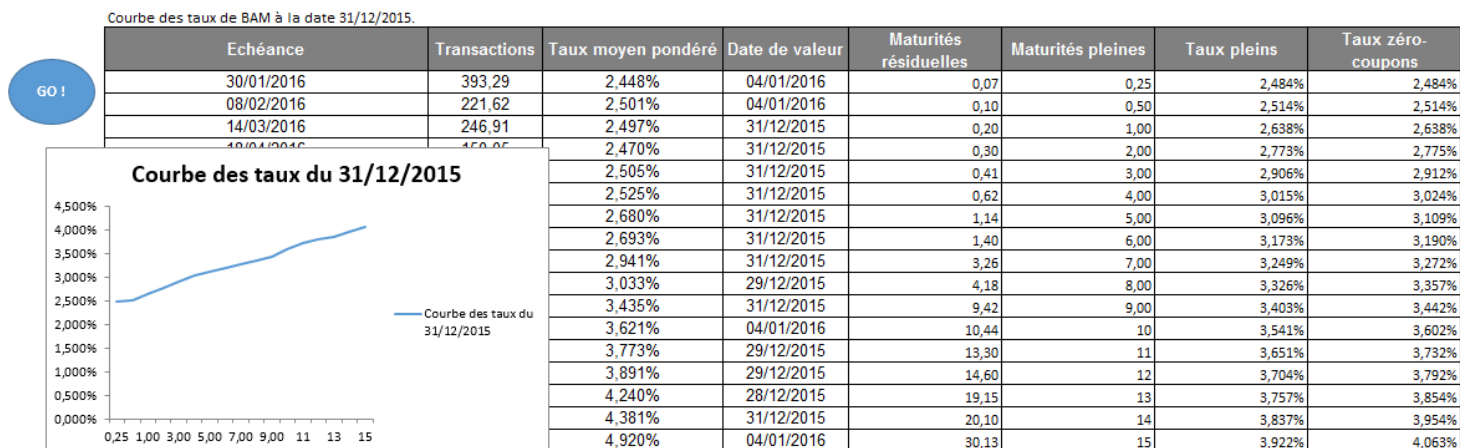 Courbe des taux de BAM à la date 31/12/2015.
Echéance Transactions Taux moyen pondéré Date de valeur Maturités résiduelles Maturités pleines Taux pleins Taux zéro-coupons
GO !
30/01/2016 393,29 2,448% 04/01/2016 0,07 0,25 2,484% 2,484%
08/02/2016 221,62 2,501% 04/01/2016 0,10 0,50 2,514% 2,514%
14/03/2016 246,91 2,497% 31/12/2015 0,20 1,00 2,638% 2,638%
2,470% 31/12/2015 0,30 2,00 2,773% 2,775%
2,505% 31/12/2015 0,41 3,00 2,906% 2,912%
2,525% 31/12/2015 0,62 4,00 3,015% 3,024%
2,680% 31/12/2015 1,14 5,00 3,096% 3,109%
2,693% 31/12/2015 1,40 6,00 3,173% 3,190%
2,941% 31/12/2015 3,26 7,00 3,249% 3,272%
3,033% 29/12/2015 4,18 8,00 3,326% 3,357%
3,435% 31/12/2015 9,42 9,00 3,403% 3,442%
3,621% 04/01/2016 10,44 10 3,541% 3,602%
3,773% 29/12/2015 13,30 11 3,651% 3,732%
3,891% 29/12/2015 14,60 12 3,704% 3,792%
4,240% 28/12/2015 19,15 13 3,757% 3,854%
4,381% 31/12/2015 20,10 14 3,837% 3,954%
4,920% 04/01/2016 30,13 15 3,922% 4,063%
Courbe des taux du 31/12/2015
4,500%
4,000%
3,500%
3,000%
2,500%
2,000%
1,500%
1,000%
0,500%
0,000%
0,25 1,00 3,00 5,00 7,00 9,00 11 13 15
Courbe des taux du
31/12/2015